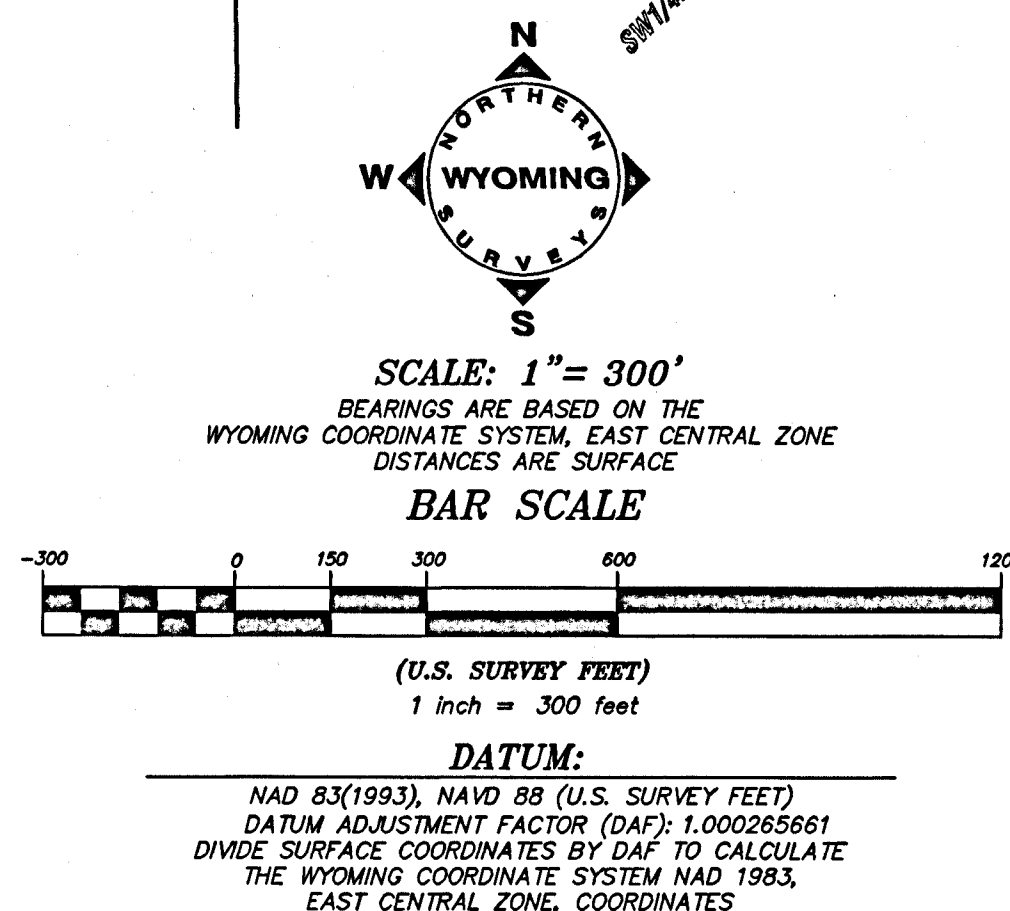 SW1/4
N
NORTHERN
W WYOMING
SURVEYS
S
SCALE: 1"= 300'
BEARINGS ARE BASED ON THE
WYOMING COORDINATE SYSTEM, EAST CENTRAL ZONE
DISTANCES ARE SURFACE
BAR SCALE
-300 0 150 300 600 120
(U.S. SURVEY FEET)
1 inch = 300 feet
DATUM:
NAD 83(1993), NAVD 88 (U.S. SURVEY FEET)
DATUM ADJUSTMENT FACTOR (DAF): 1.000265661
DIVIDE SURFACE COORDINATES BY DAF TO CALCULATE
THE WYOMING COORDINATE SYSTEM NAD 1983,
EAST CENTRAL ZONE, COORDINATES